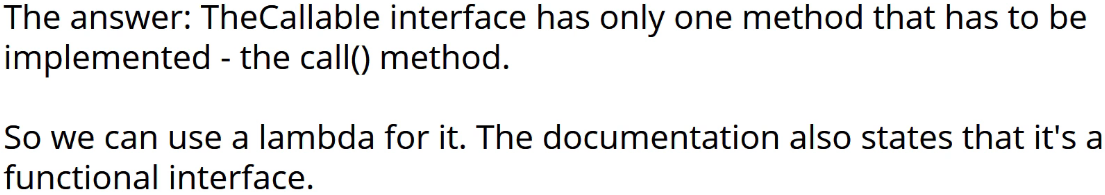 The answer: TheCallable interface has only one method that has to be
implemented - the call() method.
So we can use a lambda for it. The documentation also states that it's a
functional interface.